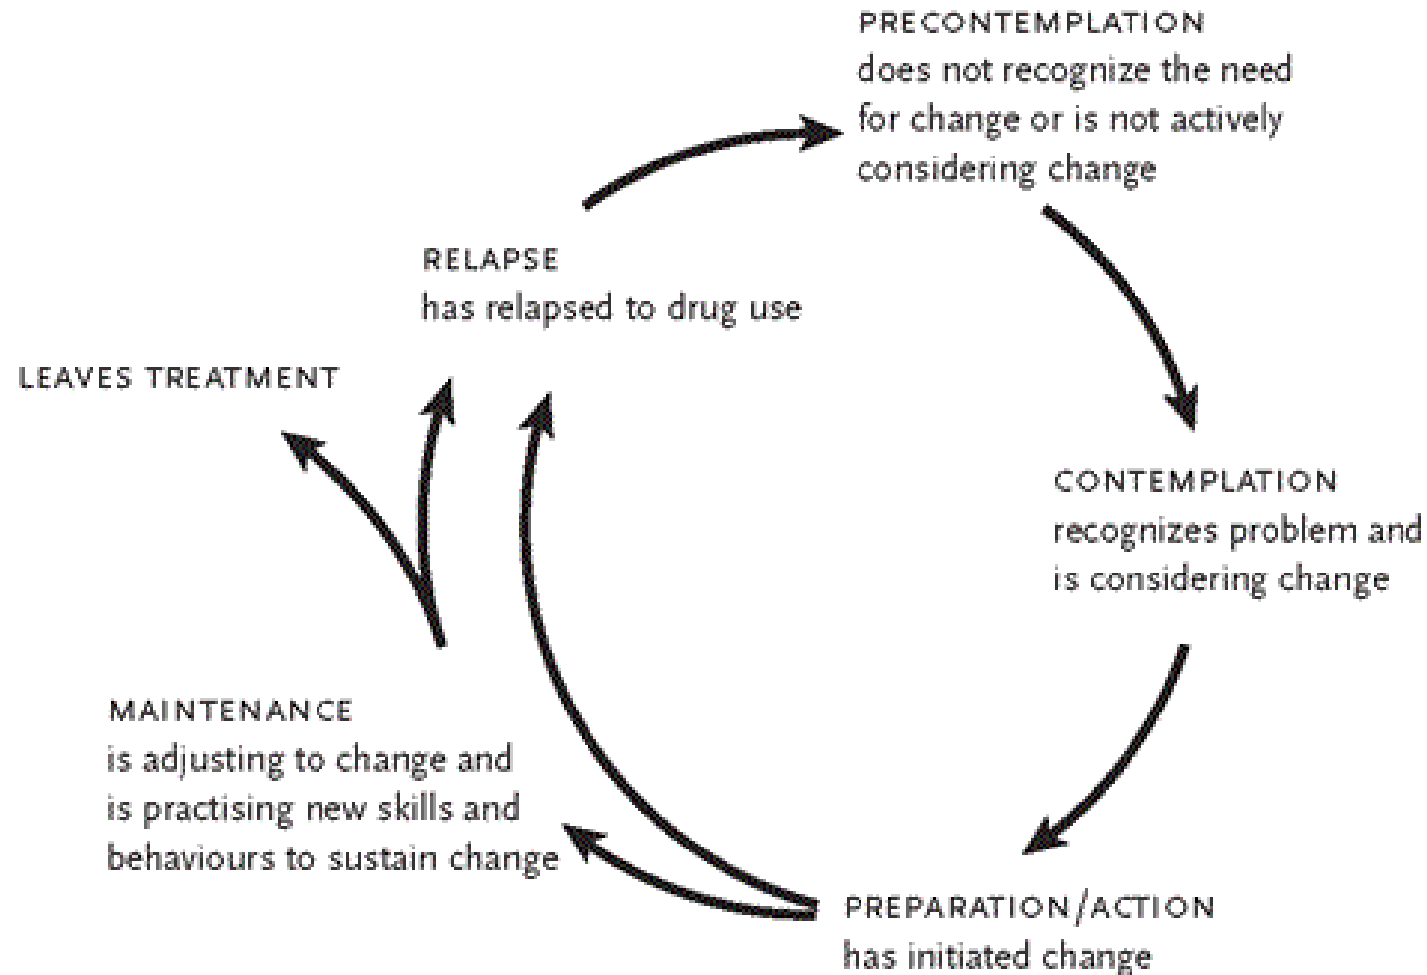 PRECONTEMPLATION
does not recognize the need
for change or is not actively
considering change
RELAPSE
has relapsed to drug use
LEAVES TREATMENT
CONTEMPLATION
recognizes problem and
is considering change
MAINTENANCE
is adjusting to change and
is practising new skills and
behaviours to sustain change
PREPARATION/ACTION
has initiated change